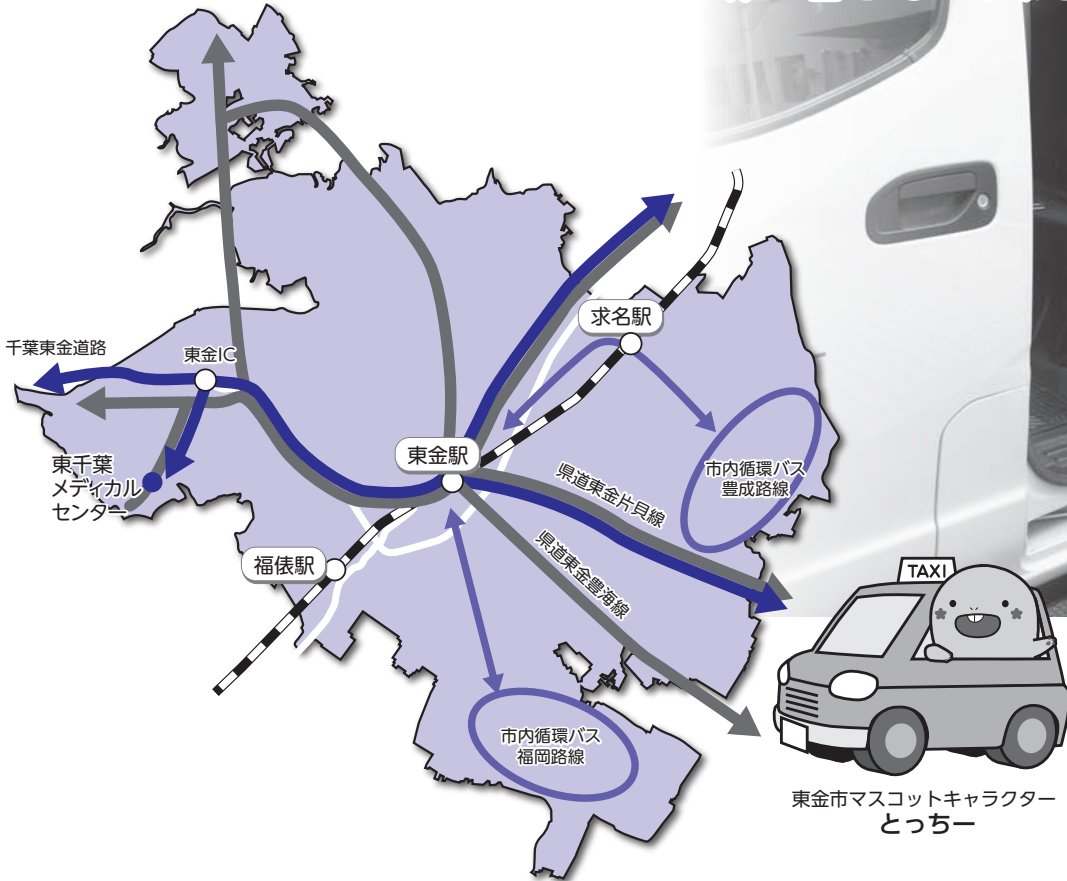 求名駅
千葉東金道路
東金IC
東金駅
東千葉
メディカル
センター
県道東金片貝線
市内循環バス
豊成路線
県道東金豊海線
福俵駅
TAXI
市内循環バス
福岡路線
東金市マスコットキャラクター
とっちー